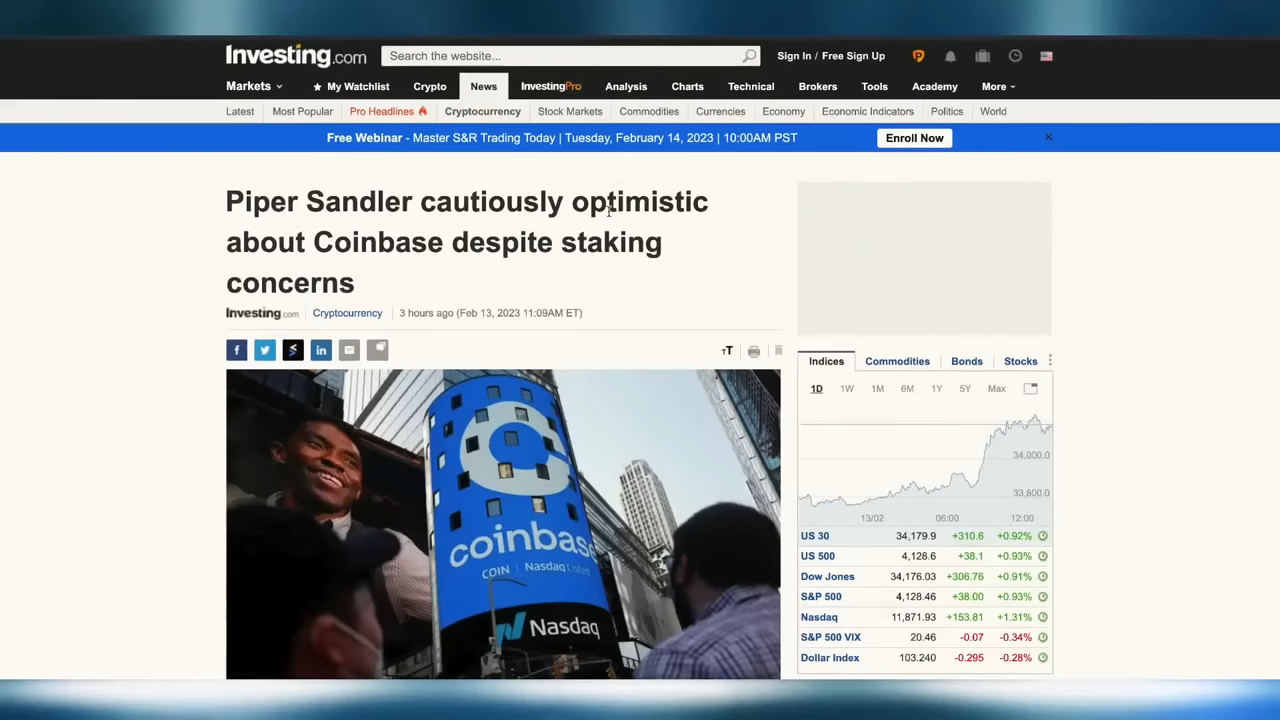 Investing.com
Search the website...
Sign In / Free Sign Up
Markets
My Watchlist
Crypto
News
InvestingPro
Analysis
Charts
Technical
Brokers
Tools
Academy
More
Latest
Most Popular
Pro Headlines
Cryptocurrency
Stock Markets
Commodities
Currencies
Economy
Economic Indicators
Politics
World
Free Webinar - Master S&R Trading Today | Tuesday, February 14, 2023 | 10:00AM PST
Enroll Now
Piper Sandler cautiously optimistic
about Coinbase despite staking
concerns
Investing.com
Cryptocurrency
3 hours ago (Feb 13, 2023 11:09AM ET)
coinbase
COIN | Nasdaq Listed
Nasdaq
Indices
Commodities
Bonds
Stocks
1D
1W
1M
6M
1Y
5Y
Max
34,000.0
33,800.0
13/02
06:00
12:00
US 30 34,179.9 +310.6 +0.92%
US 500 4,128.6 +38.1 +0.93%
Dow Jones 34,176.03 +306.76 +0.91%
S&P 500 4,128.46 +38.00 +0.93%
Nasdaq 11,871.93 +153.81 +1.31%
S&P 500 VIX 20.46 -0.07 -0.34%
Dollar Index 103.240 -0.295 -0.28%